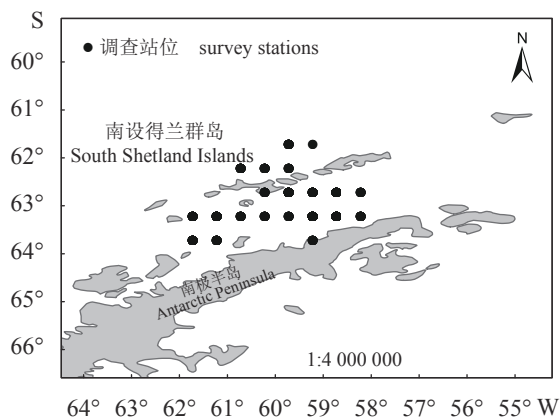 S
N
60°
61°
62°
63°
64°
65°
66°
调查站位 survey stations
南设得兰群岛
South Shetland Islands
南极半岛
Antarctic Peninsula
1:4 000 000
64° 63° 62° 61° 60° 59° 58° 57° 56° 55° W